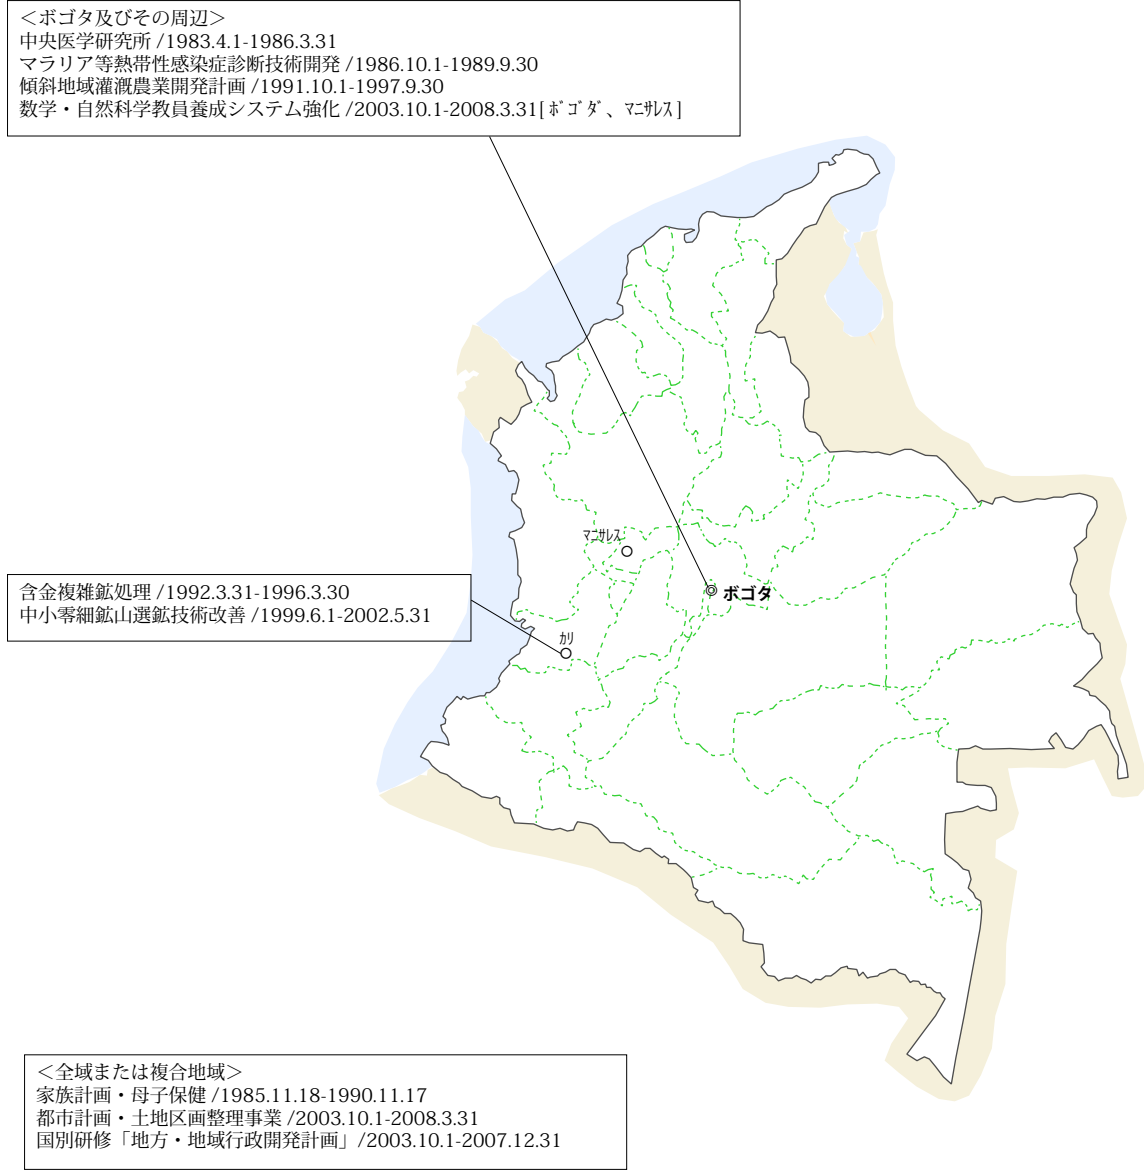 ＜ボゴタ及びその周辺＞
中央医学研究所 /1983.4.1-1986.3.31
マラリア等熱帯性感染症診断技術開発 /1986.10.1-1989.9.30
傾斜地域灌漑農業開発計画 /1991.10.1-1997.9.30
数学・自然科学教員養成システム強化 /2003.10.1-2008.3.31[ﾎﾞｺﾞﾀﾞ、ﾏﾆｻﾚｽ]
ﾏﾆｻﾚｽ
ボゴタ
含金複雑鉱処理 /1992.3.31-1996.3.30
中小零細鉱山選鉱技術改善 /1999.6.1-2002.5.31
ｶﾘ
＜全域または複合地域＞
家族計画・母子保健 /1985.11.18-1990.11.17
都市計画・土地区画整理事業 /2003.10.1-2008.3.31
国別研修「地方・地域行政開発計画」/2003.10.1-2007.12.31